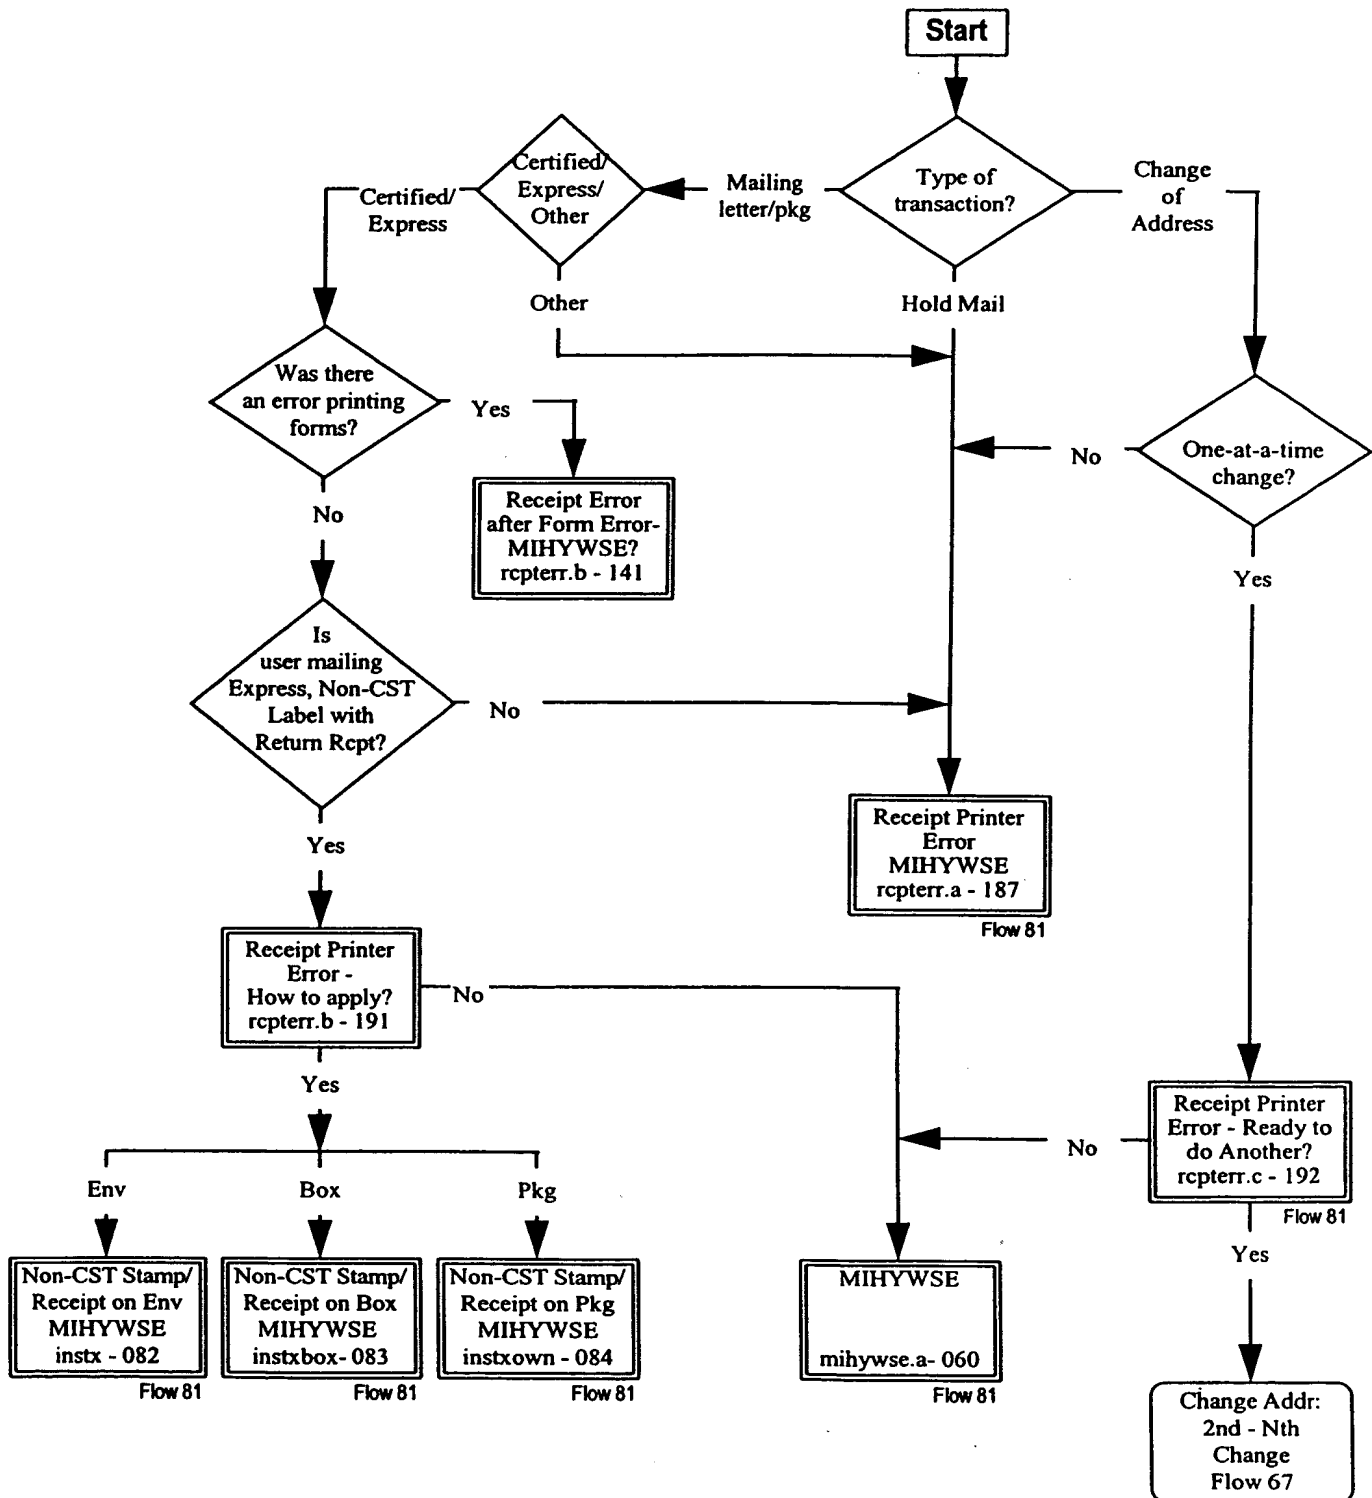 Start
Type of
transaction?
Mailing
letter/pkg
Certified/
Express/
Other
Certified/
Express
Change
of
Address
Other
Hold Mail
Was there
an error printing
forms?
Yes
No
One-at-a-time
change?
No
Receipt Error
after Form Error-
MIHYWSE?
rcpterr.b - 141
Yes
Is
user mailing
Express, Non-CST
Label with
Return Rcpt?
No
Yes
Receipt Printer
Error
MIHYWSE
rcpterr.a - 187
Flow 81
Receipt Printer
Error -
How to apply?
rcpterr.b - 191
No
Yes
Receipt Printer
Error - Ready to
do Another?
rcpterr.c - 192
Flow 81
No
Yes
Env
Box
Pkg
Non-CST Stamp/
Receipt on Env
MIHYWSE
instx - 082
Flow 81
Non-CST Stamp/
Receipt on Box
MIHYWSE
instxbox- 083
Flow 81
Non-CST Stamp/
Receipt on Pkg
MIHYWSE
instxown - 084
Flow 81
MIHYWSE
mihywse.a- 060
Flow 81
Change Addr:
2nd - Nth
Change
Flow 67